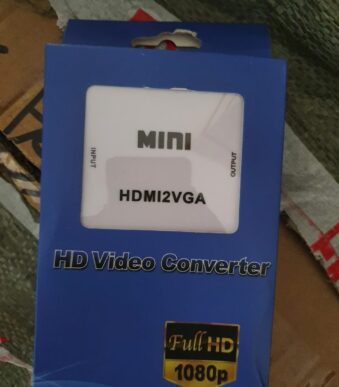 MINI
INPUT
OUTPUT
HDMI2VGA
HD Video Converter
Full HD
1080p